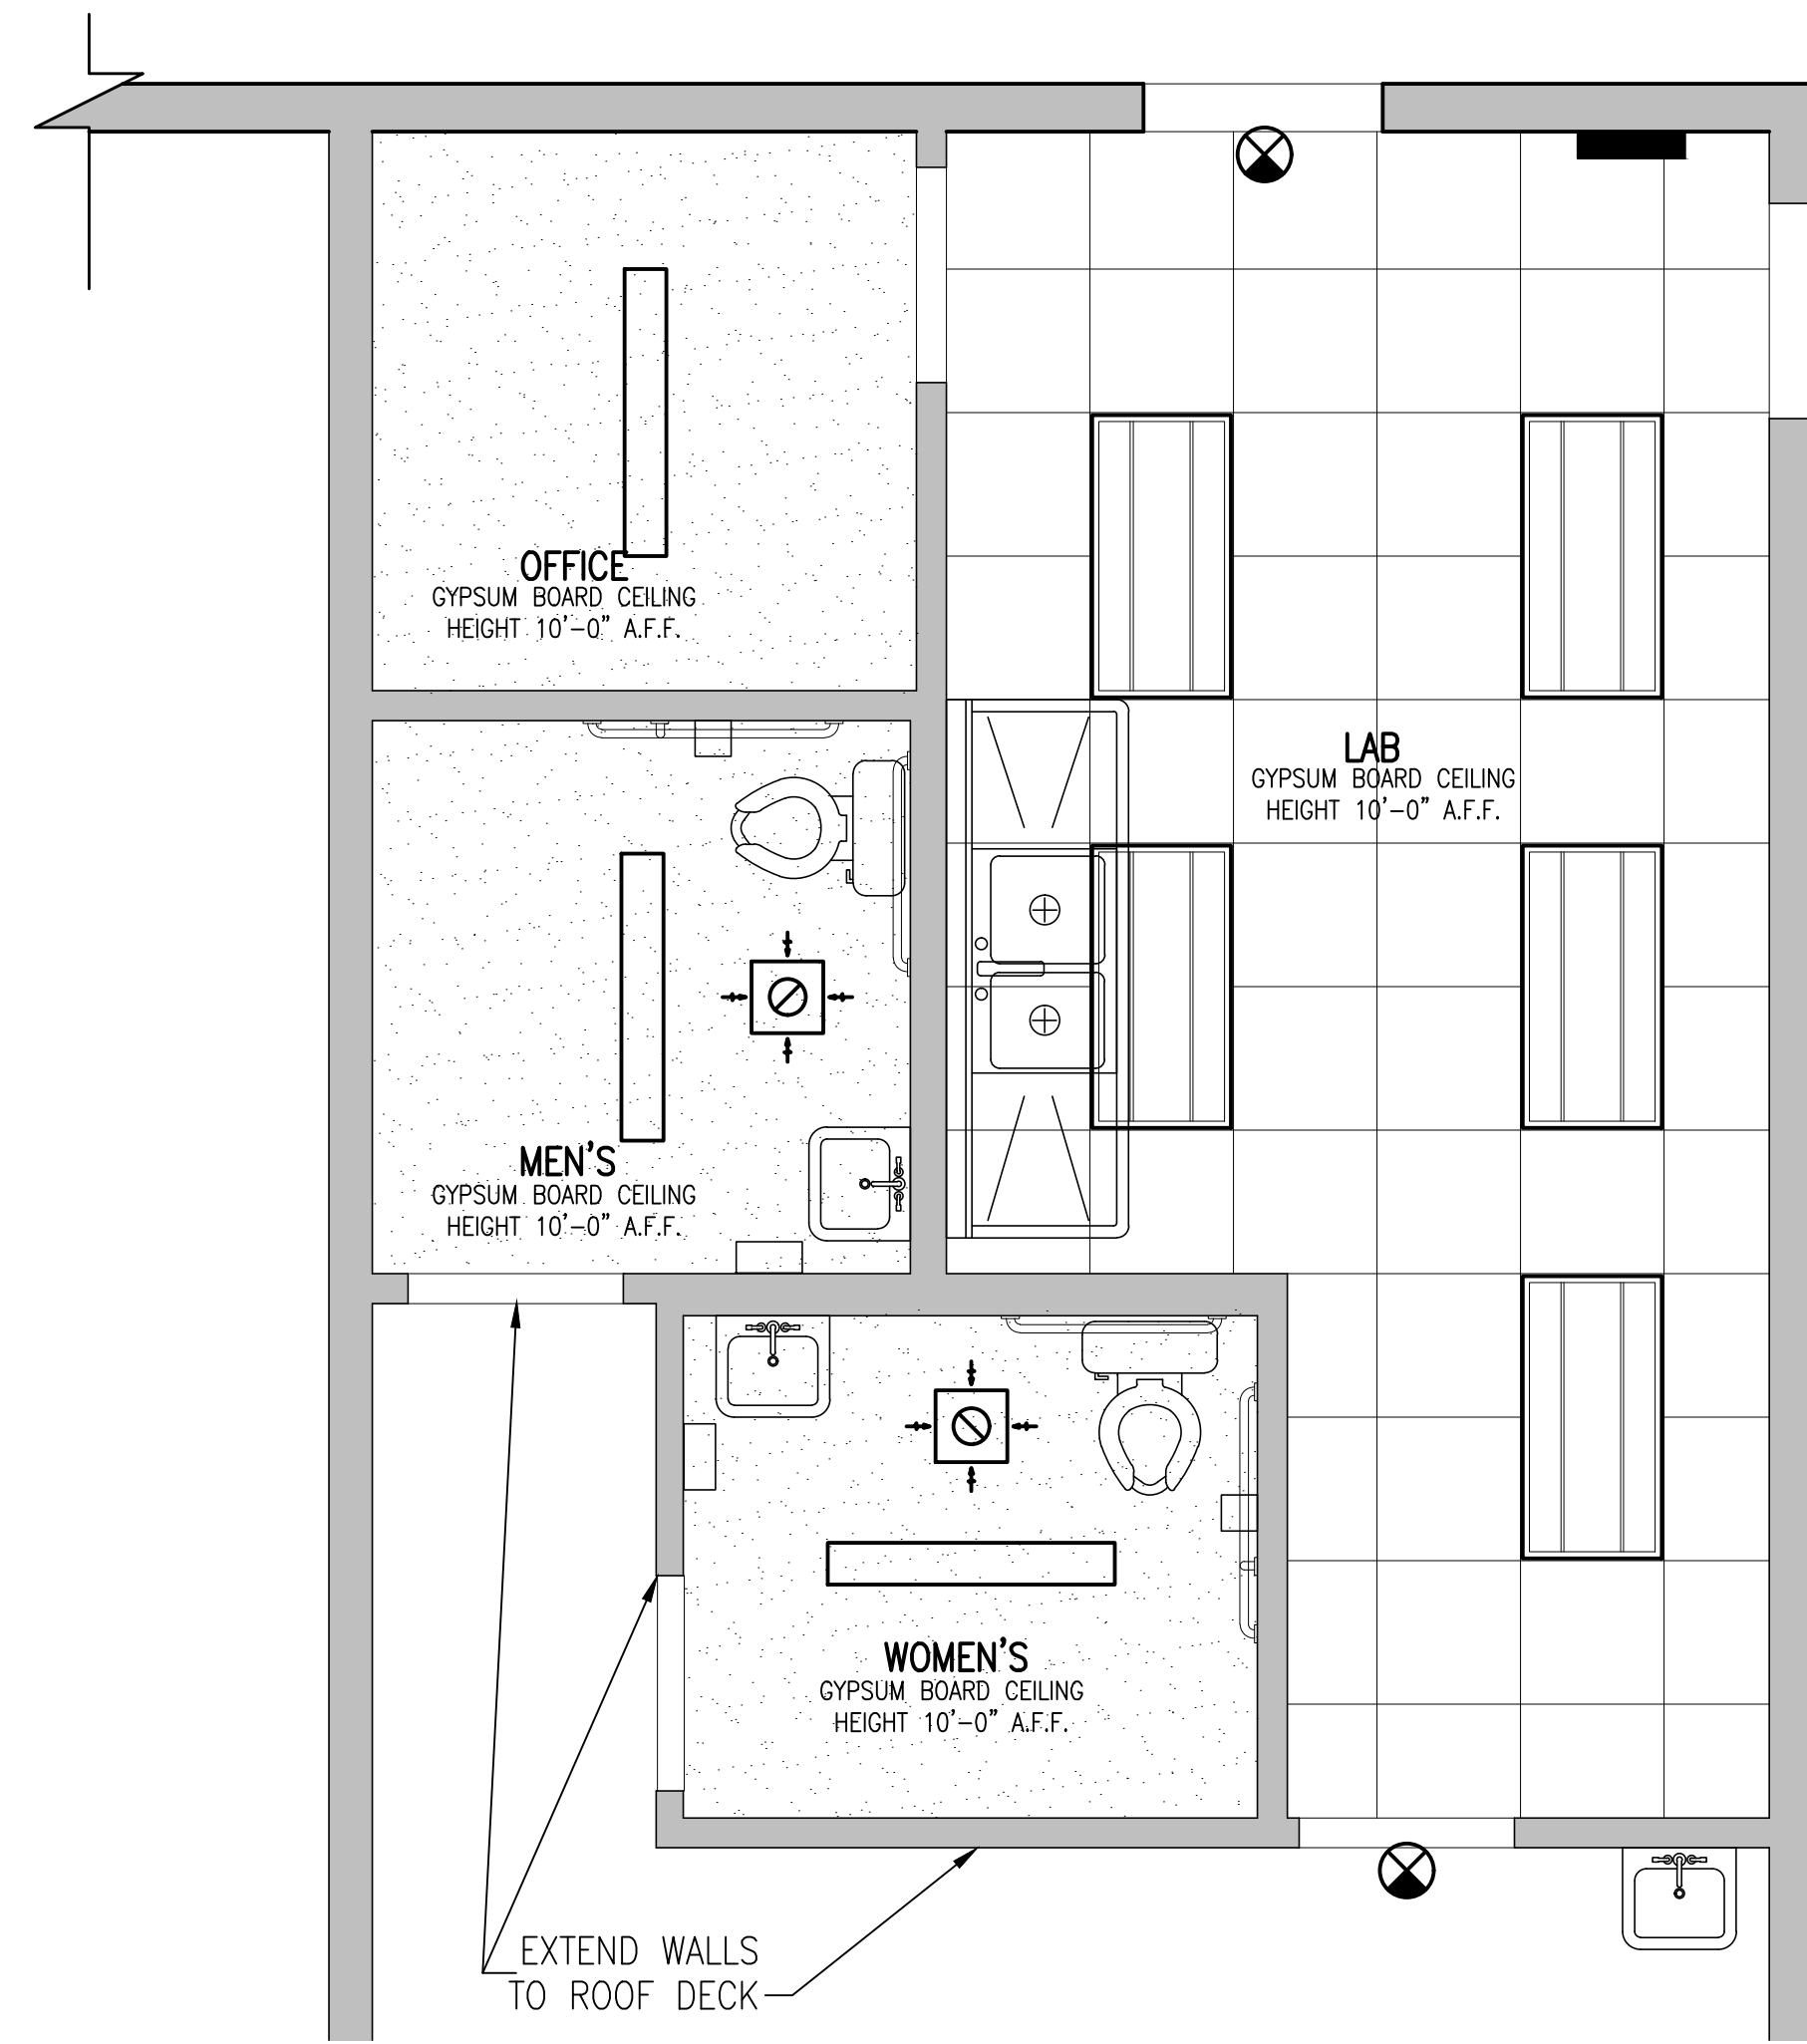 OFFICE
GYPSUM BOARD CEILING
HEIGHT 10'-0" A.F.F.
LAB
GYPSUM BOARD CEILING
HEIGHT 10'-0" A.F.F.
MEN'S
GYPSUM BOARD CEILING
HEIGHT 10'-0" A.F.F.
WOMEN'S
GYPSUM BOARD CEILING
HEIGHT 10'-0" A.F.F.
EXTEND WALLS
TO ROOF DECK